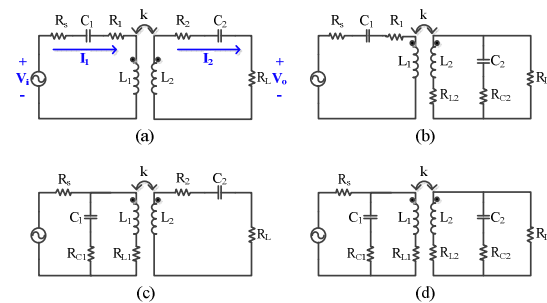 Rs C1 R1 k R2 C2
I1 I2
+ Vi - L1 L2 RL + Vo -
(a)
Rs C1 R1 k
L1 L2 C2
RL2 RC2
(b)
Rs k R2 C2
C1 L1 L2
RC1 RL1 RL
(c)
Rs k
C1 L1 L2 C2
RC1 RL1 RL2 RC2
(d)